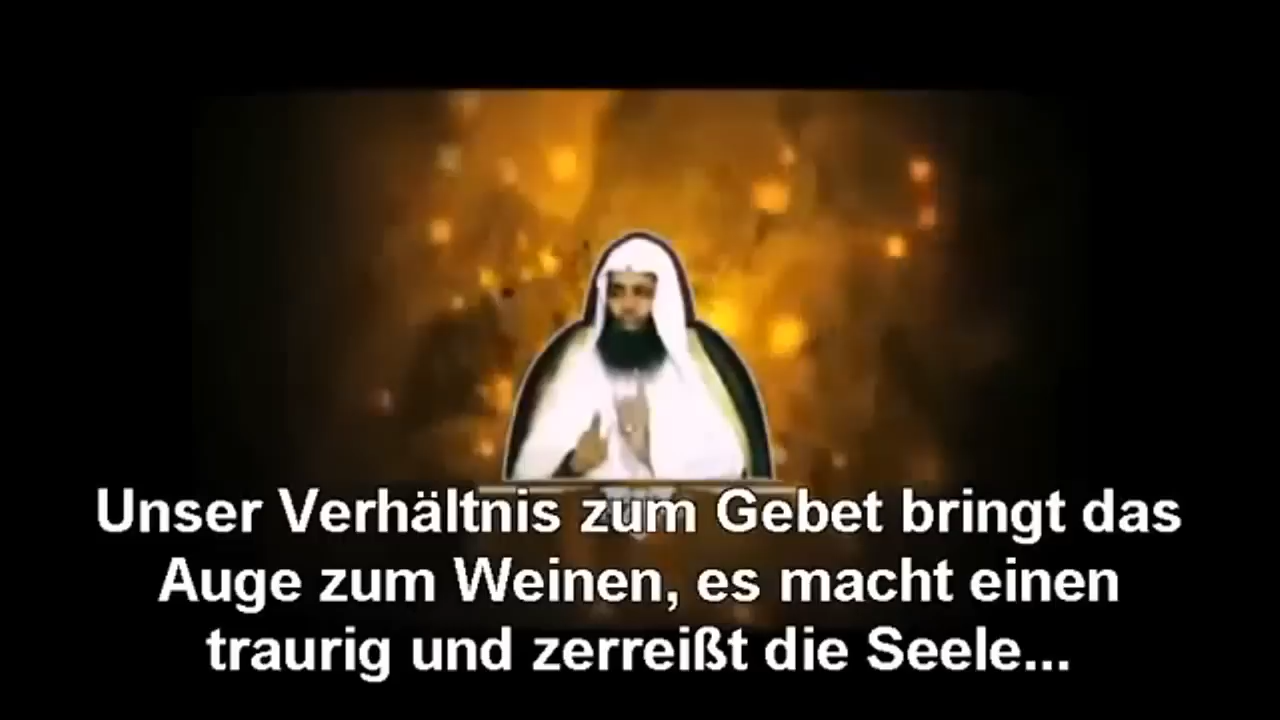 Unser Verhältnis zum Gebet bringt das
Auge zum Weinen, es macht einen
traurig und zerreißt die Seele...